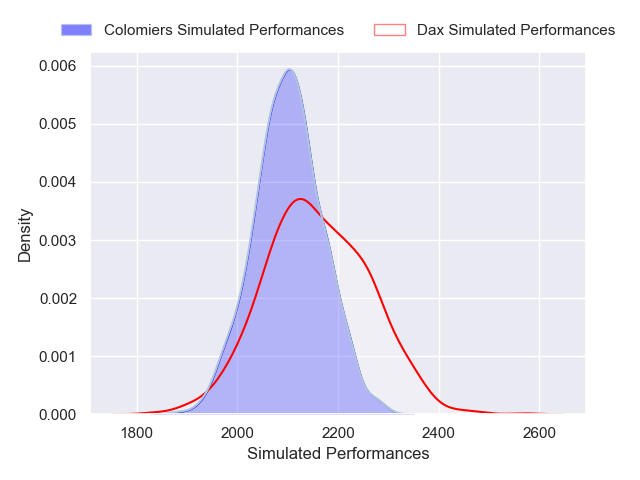 Colomiers Simulated Performances Dax Simulated Performances
0.006
0.005
0.004
0.003
0.002
0.001
0.000
Density
1800 2000 2200 2400 2600
Simulated Performances